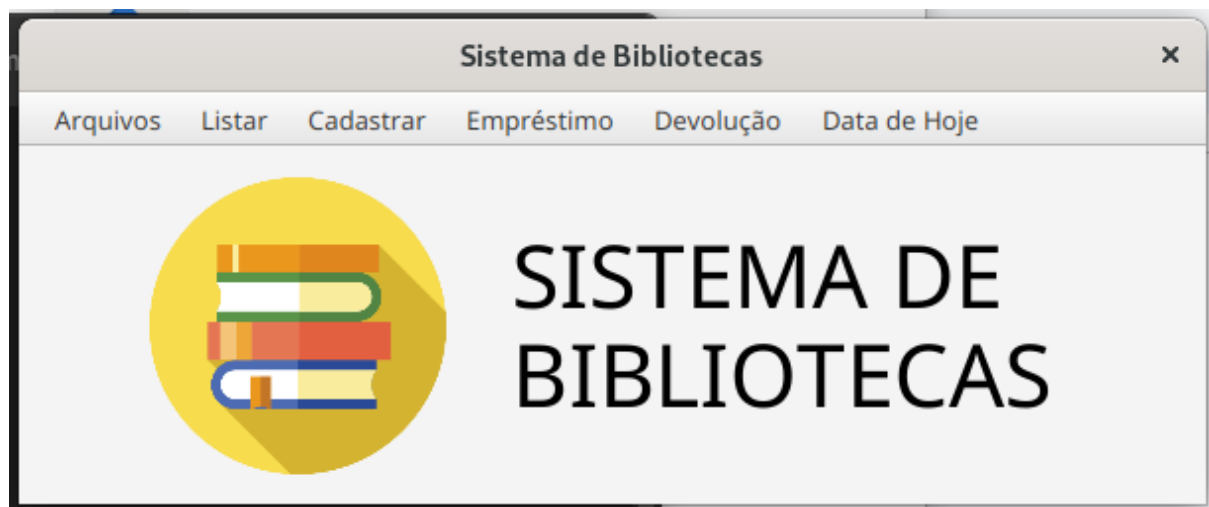 Sistema de Bibliotecas
Arquivos Listar Cadastrar Empréstimo Devolução Data de Hoje
SISTEMA DE
BIBLIOTECAS